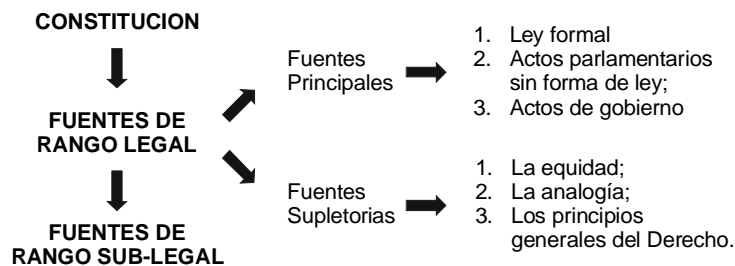 CONSTITUCION
FUENTES DE
RANGO LEGAL
FUENTES DE
RANGO SUB-LEGAL
Fuentes
Principales
1. Ley formal
2. Actos parlamentarios
sin forma de ley;
3. Actos de gobierno
Fuentes
Supletorias
1. La equidad;
2. La analogía;
3. Los principios
generales del Derecho.